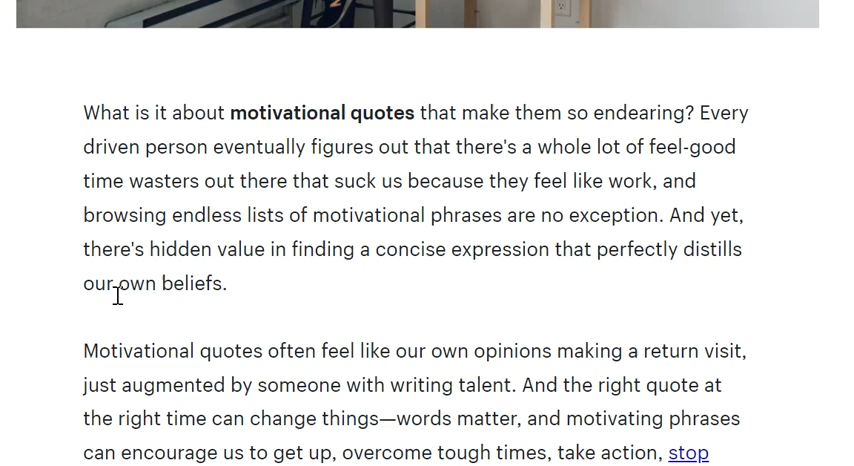 What is it about motivational quotes that make them so endearing? Every
driven person eventually figures out that there's a whole lot of feel-good
time wasters out there that suck us because they feel like work, and
browsing endless lists of motivational phrases are no exception. And yet,
there's hidden value in finding a concise expression that perfectly distills
our own beliefs.
Motivational quotes often feel like our own opinions making a return visit,
just augmented by someone with writing talent. And the right quote at
the right time can change things—words matter, and motivating phrases
can encourage us to get up, overcome tough times, take action, stop